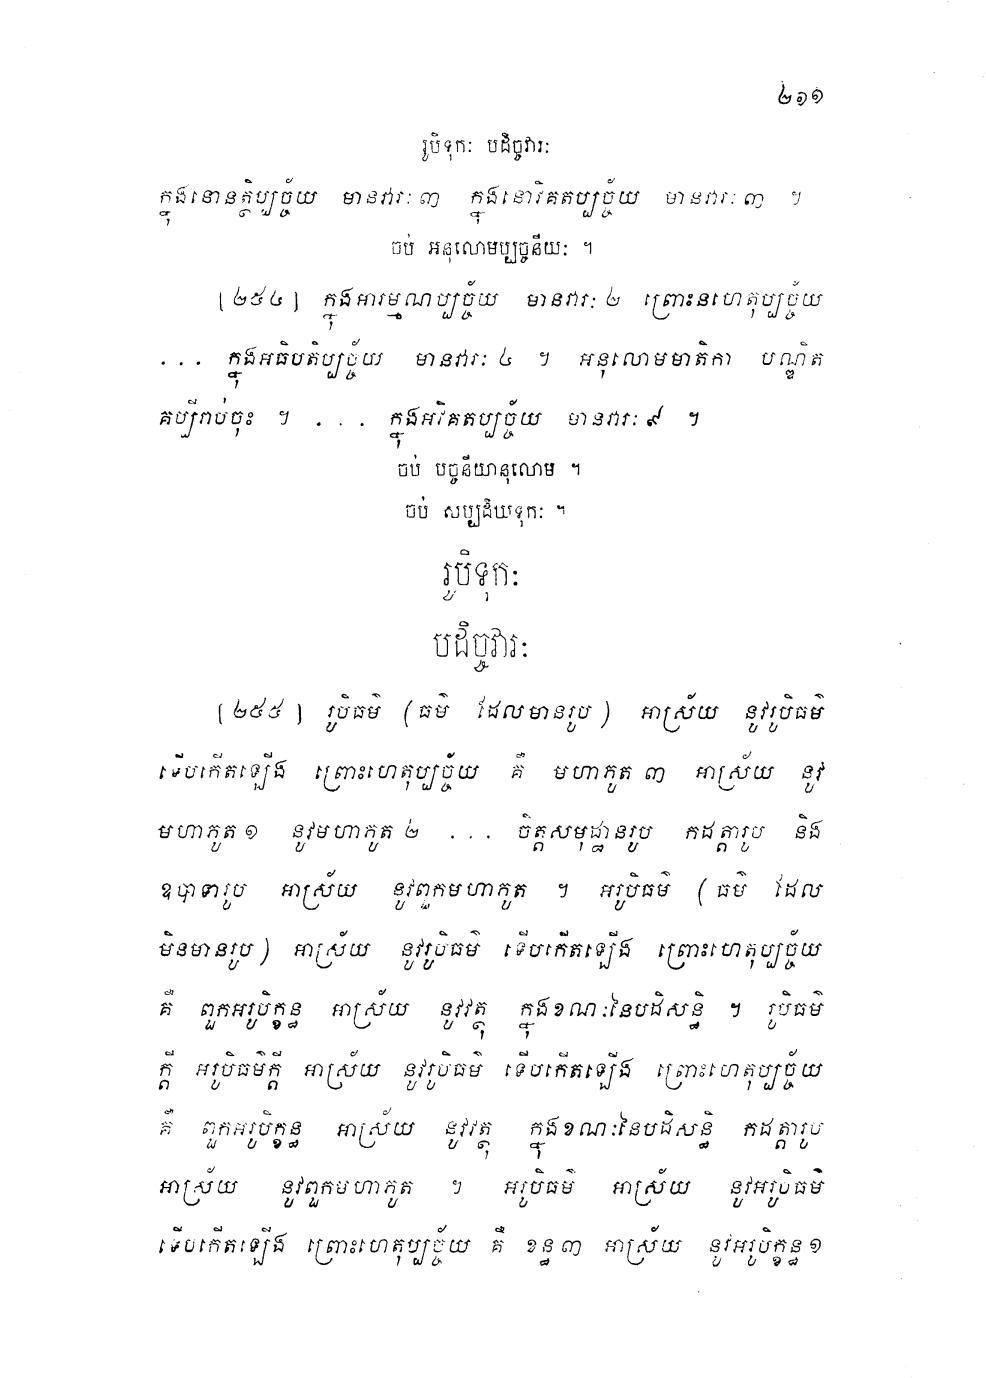 ២១១
រូបិទុកៈ បដិច្ចវារៈ
ក្នុងនោនត្ថិប្បច្ច័យ មានវារៈ ៣ ក្នុងនោវិគតប្បច្ច័យ មានវារៈ ៣ ។
ចប់ អនុលោមប្បច្ចនីយៈ ។
[២៥៤] ក្នុងអារម្មណប្បច្ច័យ មានវារៈ ២ ព្រោះនហេតុប្បច្ច័យ
... ក្នុងអធិបតិប្បច្ច័យ មានវារៈ ៤ ។ អនុលោមមាតិកា បណ្ឌិត
គប្បីរាប់ចុះ ។ ... ក្នុងអវិគតប្បច្ច័យ មានវារៈ ៩ ។
ចប់ បច្ចនីយានុលោម ។
ចប់ សប្បដិឃទុកៈ ។
រូបិទុកៈ
បដិច្ចវារៈ
[២៥៥] រូបិធម៌ (ធម៌ ដែលមានរូប) អាស្រ័យ នូវរូបិធម៌
ទើបកើតឡើង ព្រោះហេតុប្បច្ច័យ គឺ មហាភូត ៣ អាស្រ័យ នូវ
មហាភូត ១ នូវមហាភូត ២ ... ចិត្តសមុដ្ឋានរូប កដត្តារូប និង
ឧបាទារូប អាស្រ័យ នូវពួកមហាភូត ។ អរូបិធម៌ (ធម៌ ដែល
មិនមានរូប) អាស្រ័យ នូវរូបិធម៌ ទើបកើតឡើង ព្រោះហេតុប្បច្ច័យ
គឺ ពួកអរូបិក្ខន្ធ អាស្រ័យ នូវវត្ថុ ក្នុងខណៈនៃបដិសន្ធិ ។ រូបិធម៌
ក្តី អរូបិធម៌ក្តី អាស្រ័យ នូវរូបិធម៌ ទើបកើតឡើង ព្រោះហេតុប្បច្ច័យ
គឺ ពួកអរូបិក្ខន្ធ អាស្រ័យ នូវវត្ថុ ក្នុងខណៈនៃបដិសន្ធិ កដត្តារូប
អាស្រ័យ នូវពួកមហាភូត ។ អរូបិធម៌ អាស្រ័យ នូវអរូបិធម៌
ទើបកើតឡើង ព្រោះហេតុប្បច្ច័យ គឺ ខន្ធ ៣ អាស្រ័យ នូវអរូបិក្ខន្ធ ១